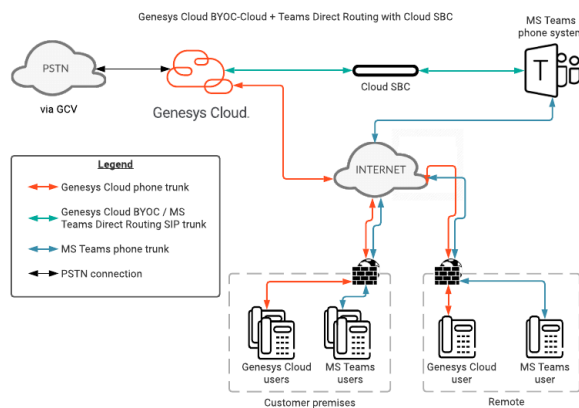 Genesys Cloud BYOC-Cloud + Teams Direct Routing with Cloud SBC
MS Teams
phone system
PSTN
via GCV
Genesys Cloud.
Cloud SBC
T
INTERNET
Legend
Genesys Cloud phone trunk
Genesys Cloud BYOC / MS
Teams Direct Routing SIP trunk
MS Teams phone trunk
PSTN connection
Genesys Cloud
users
MS Teams
users
Genesys Cloud
user
MS Teams
user
Customer premises
Remote